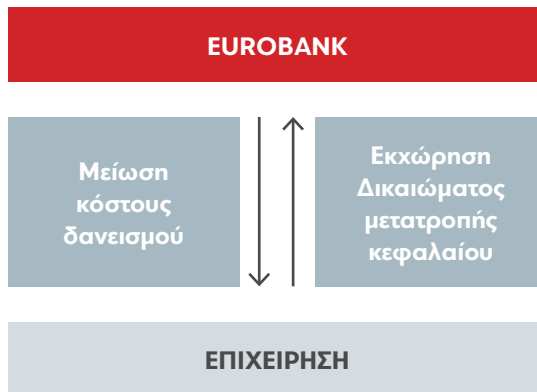 EUROBANK
Μείωση
κόστους
δανεισμού
Εκχώρηση
Δικαιώματος
μετατροπής
κεφαλαίου
ΕΠΙΧΕΙΡΗΣΗ